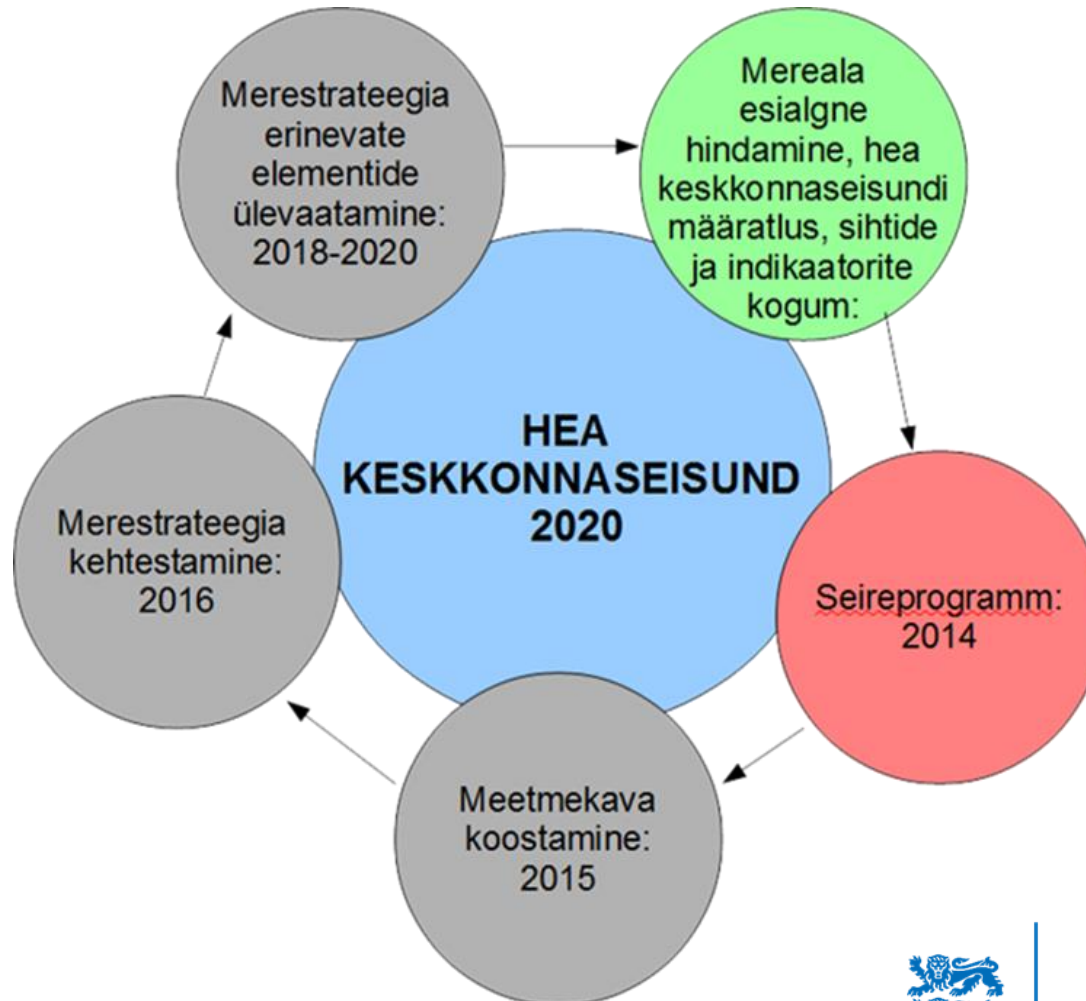 Merestrateegia
erinevate
elementide
ülevaatamine:
2018-2020
Mereala
esialgne
hindamine, hea
keskkonnaseisundi
määratlus, sihtide
ja indikaatorite
kogum:
HEA
KESKKONNASEISUND
2020
Merestrateegia
kehtestamine:
2016
Seireprogramm:
2014
Meetmekava
koostamine:
2015